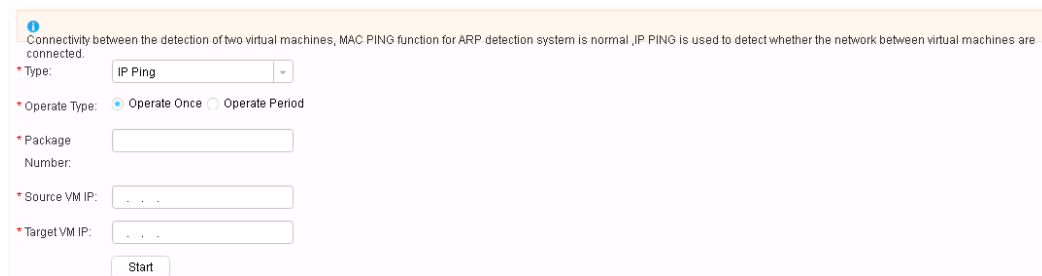 Connectivity between the detection of two virtual machines, MAC PING function for ARP detection system is normal ,IP PING is used to detect whether the network between virtual machines are
connected.
* Type: IP Ping
* Operate Type: Operate Once Operate Period
* Package
Number:
* Source VM IP: . . .
* Target VM IP: . . .
Start